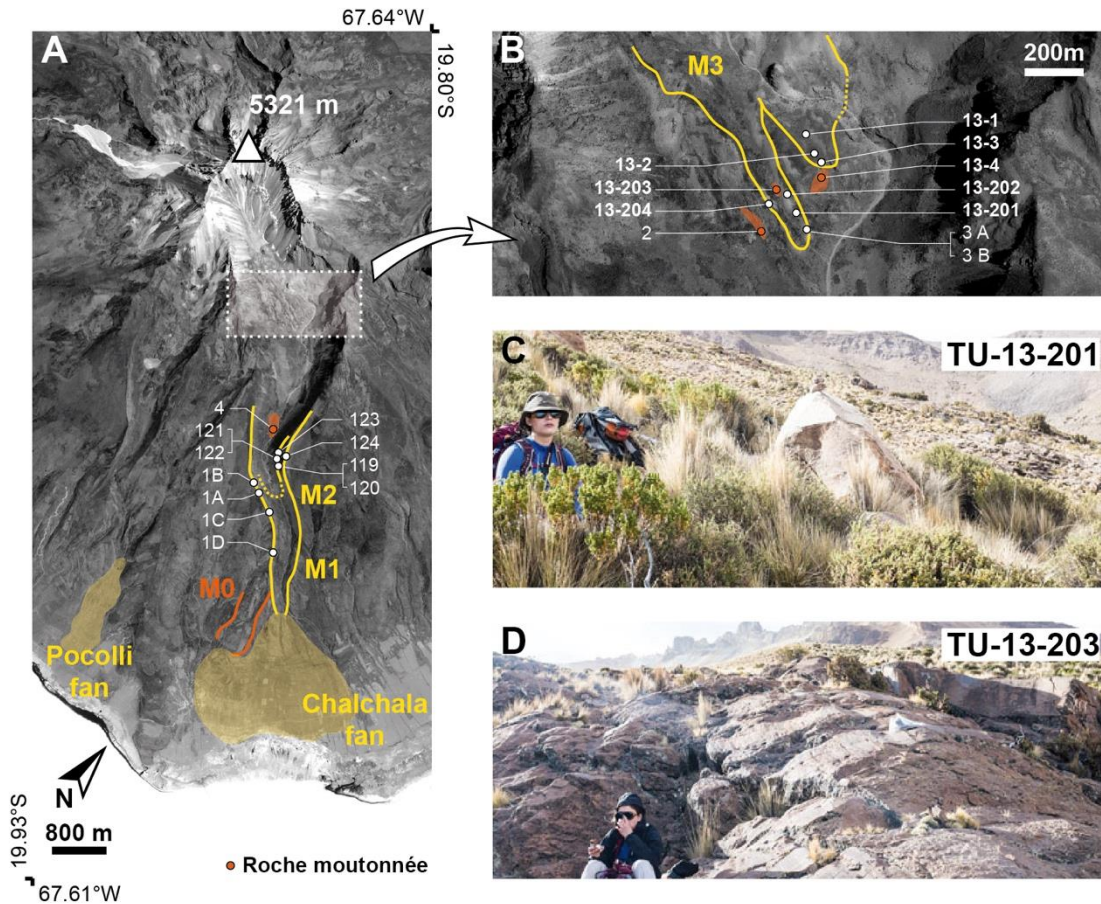 67.64°W
19.80°S
A
5321 m
4
121
122
1B
1A
1C
1D
123
124
119
120
M2
M1
M0
Pocolli
fan
Chalchala
fan
N
800 m
19.93°S
67.61°W
Roche moutonnée
B
M3
200m
13-1
13-3
13-2
13-4
13-203
13-202
13-204
13-201
2
3 A
3 B
C
TU-13-201
D
TU-13-203